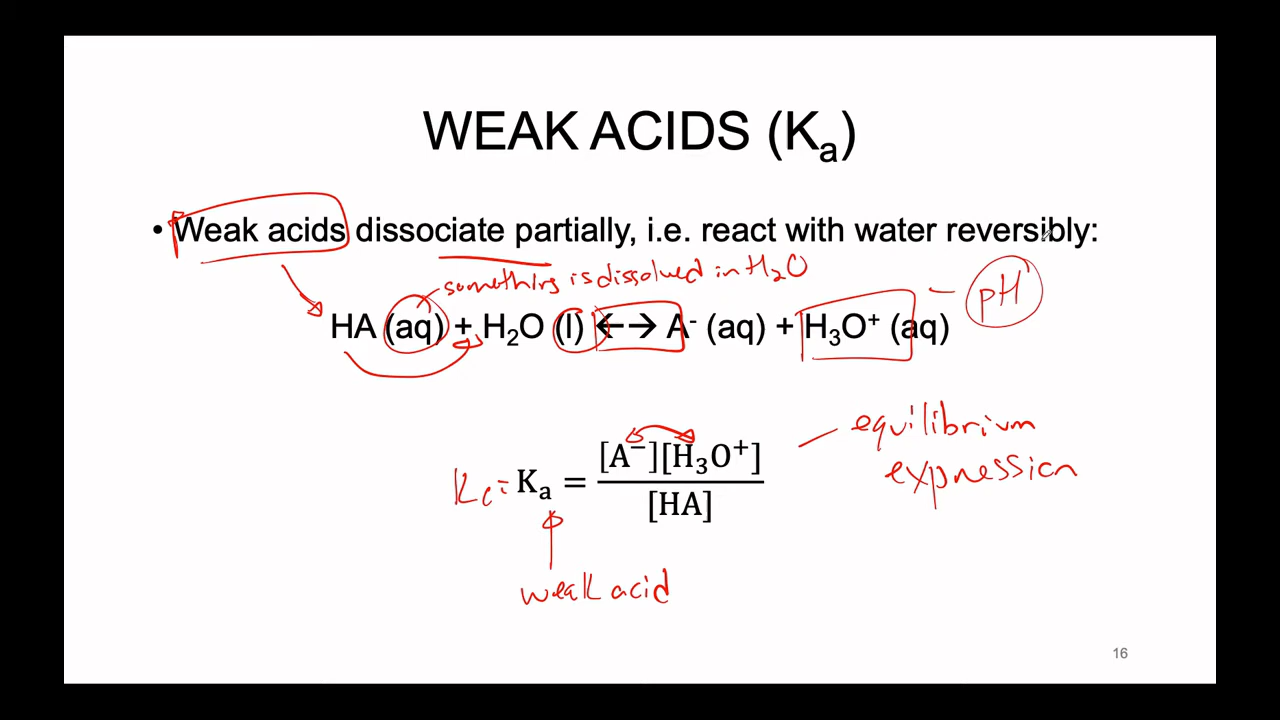 WEAK ACIDS (Kₐ)
• Weak acids dissociate partially, i.e. react with water reversibly:
something is dissolved in H₂O
pH
HA (aq) + H₂O (l) ←→ A⁻ (aq) + H₃O⁺ (aq)
equilibrium
expression
Kc = Kₐ = [A⁻][H₃O⁺] / [HA]
weak acid
16